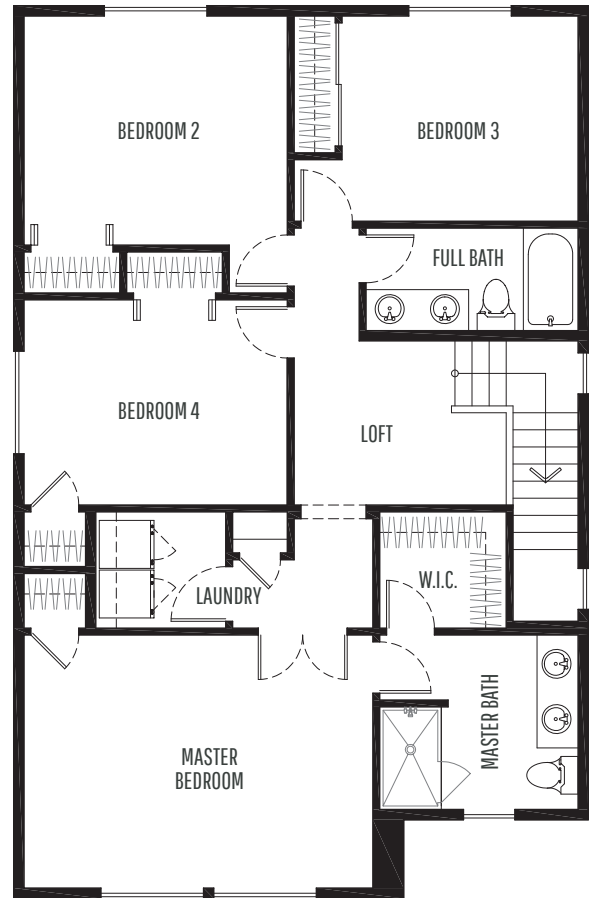 BEDROOM 2
BEDROOM 3
FULL BATH
BEDROOM 4
LOFT
W.I.C.
LAUNDRY
MASTER BATH
MASTER
BEDROOM